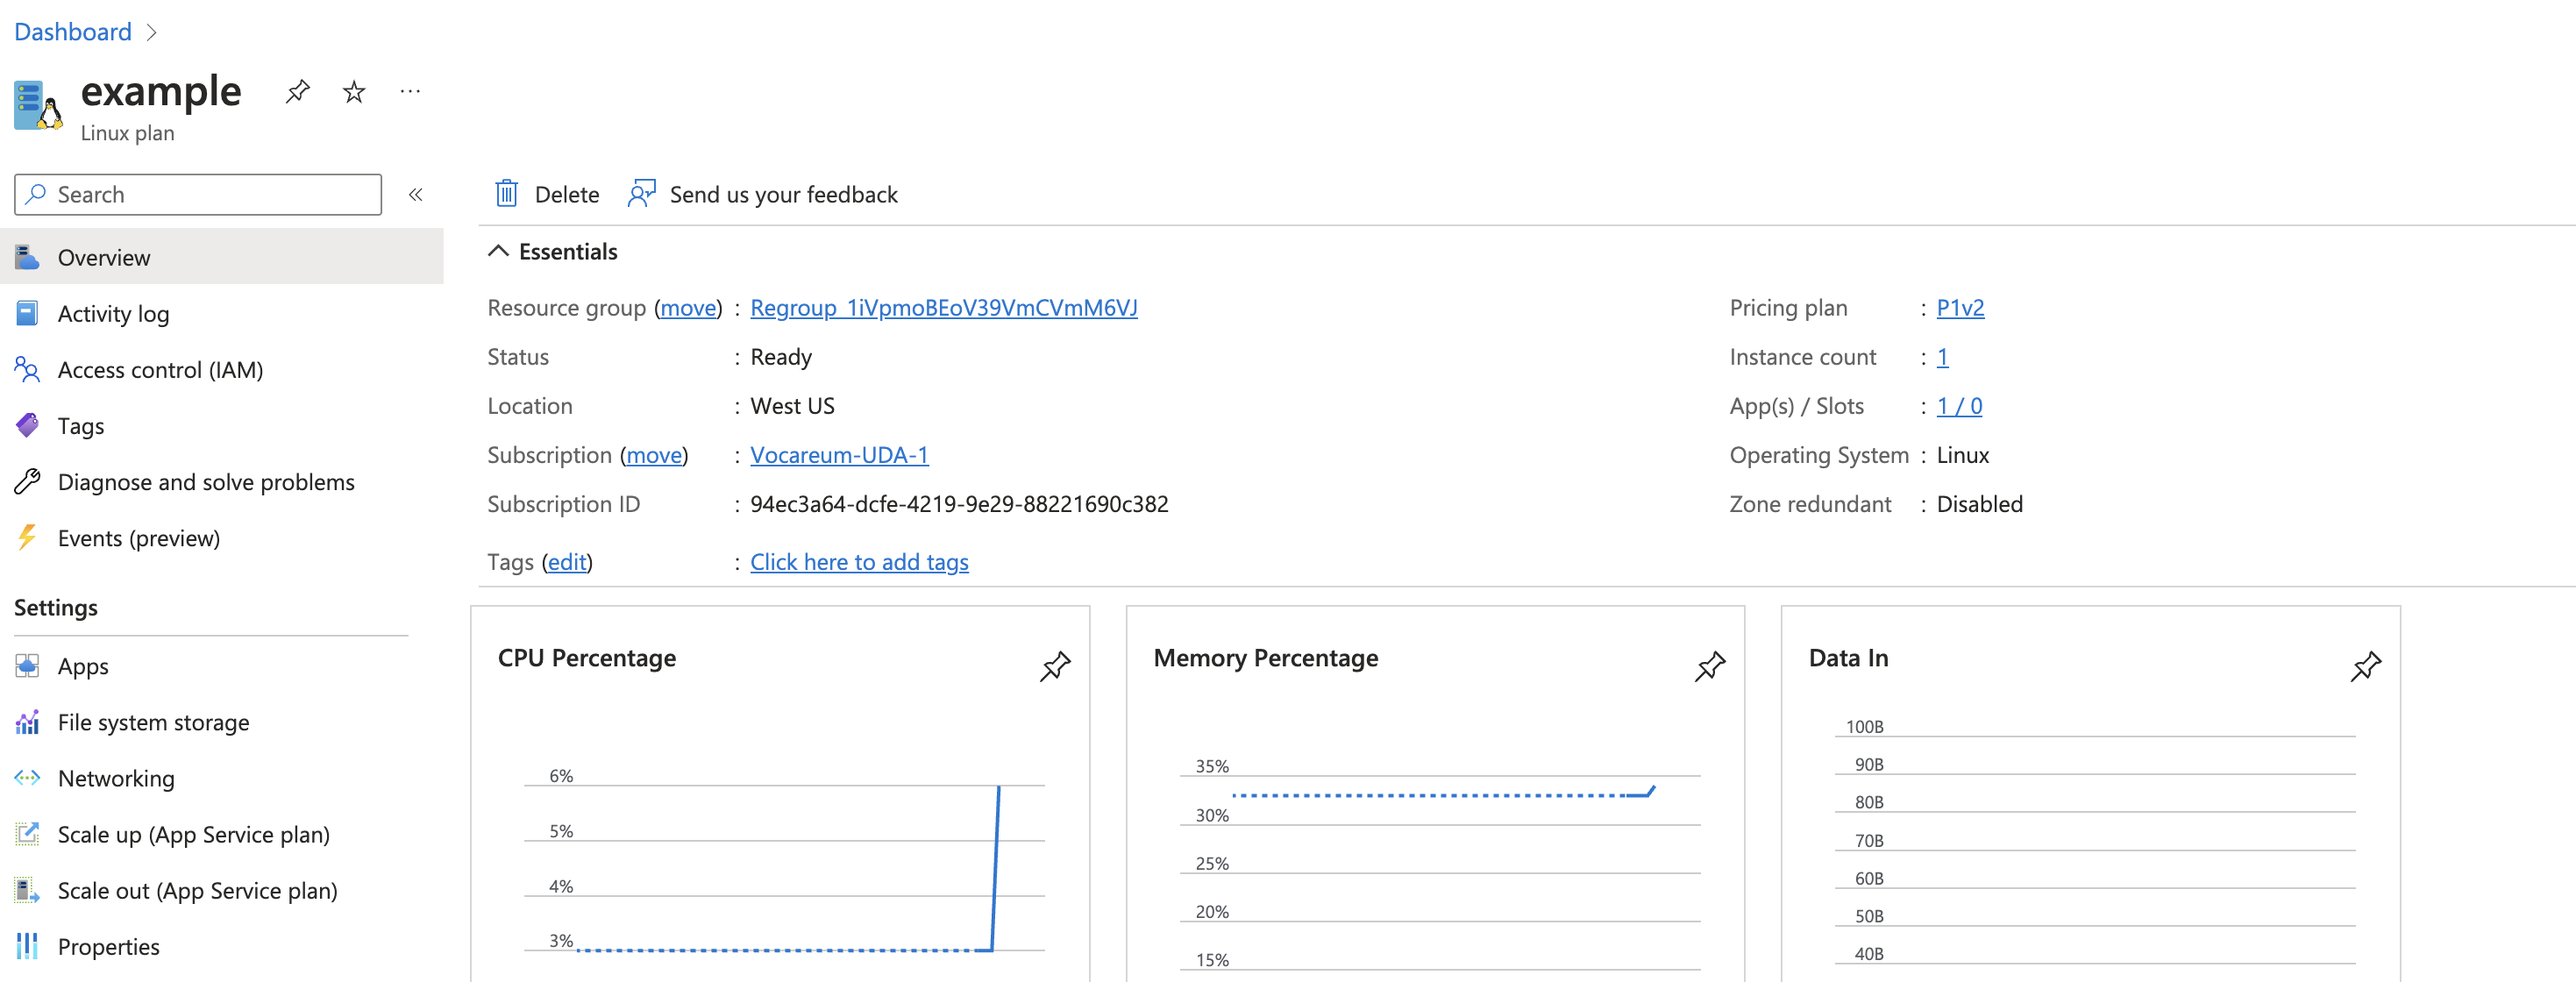 Dashboard
example
Linux plan
Search
Overview
Activity log
Access control (IAM)
Tags
Diagnose and solve problems
Events (preview)
Settings
Apps
File system storage
Networking
Scale up (App Service plan)
Scale out (App Service plan)
Properties
Delete Send us your feedback
Essentials
Resource group (move) : Regroup_1iVpmoBEoV39VmCVmM6VJ
Status : Ready
Location : West US
Subscription (move) : Vocareum-UDA-1
Subscription ID : 94ec3a64-dcfe-4219-9e29-88221690c382
Tags (edit) : Click here to add tags
Pricing plan : P1v2
Instance count : 1
App(s) / Slots : 1 / 0
Operating System : Linux
Zone redundant : Disabled
CPU Percentage
6%
5%
4%
3%
Memory Percentage
35%
30%
25%
20%
15%
Data In
100B
90B
80B
70B
60B
50B
40B